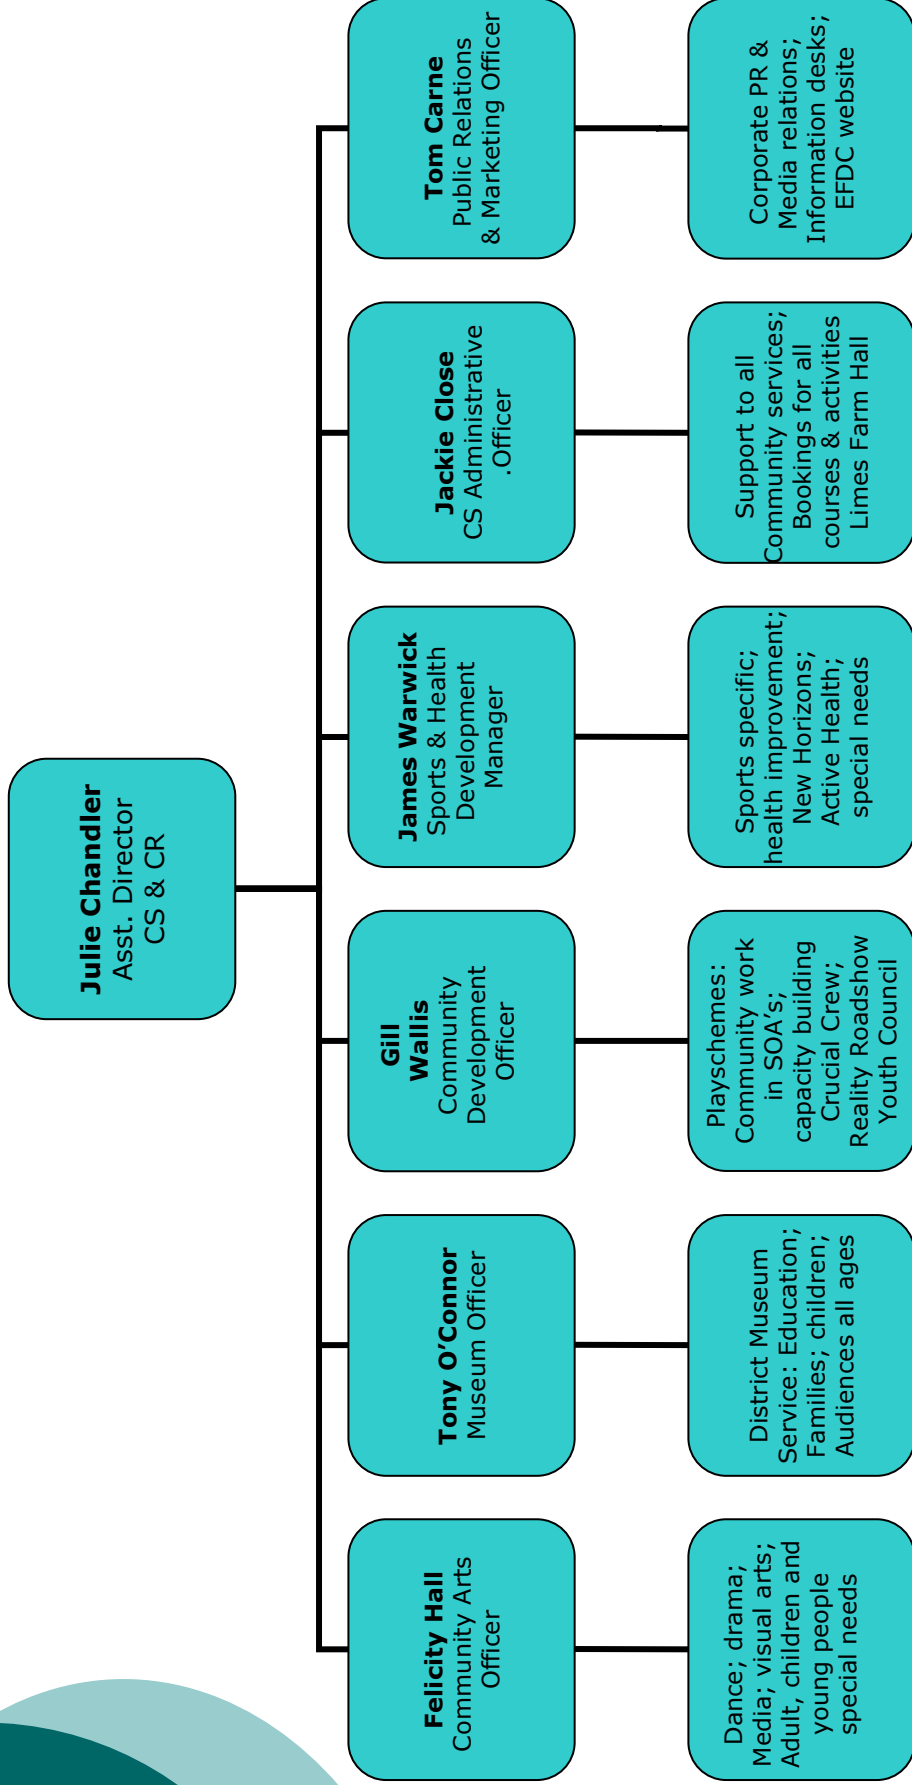 Julie Chandler
Asst. Director
CS & CR
Felicity Hall
Community Arts
Officer
Tony O’Connor
Museum Officer
Gill
Wallis
Community
Development
Officer
James Warwick
Sports & Health
Development
Manager
Jackie Close
CS Administrative
.Officer
Tom Carne
Public Relations
& Marketing Officer
Dance; drama;
Media; visual arts;
Adult, children and
young people
special needs
District Museum
Service: Education;
Families; children;
Audiences all ages
Playschemes:
Community work
in SOA’s;
capacity building
Crucial Crew;
Reality Roadshow
Youth Council
Sports specific;
health improvement;
New Horizons;
Active Health;
special needs
Support to all
Community services;
Bookings for all
courses & activities
Limes Farm Hall
Corporate PR &
Media relations;
Information desks;
EFDC website